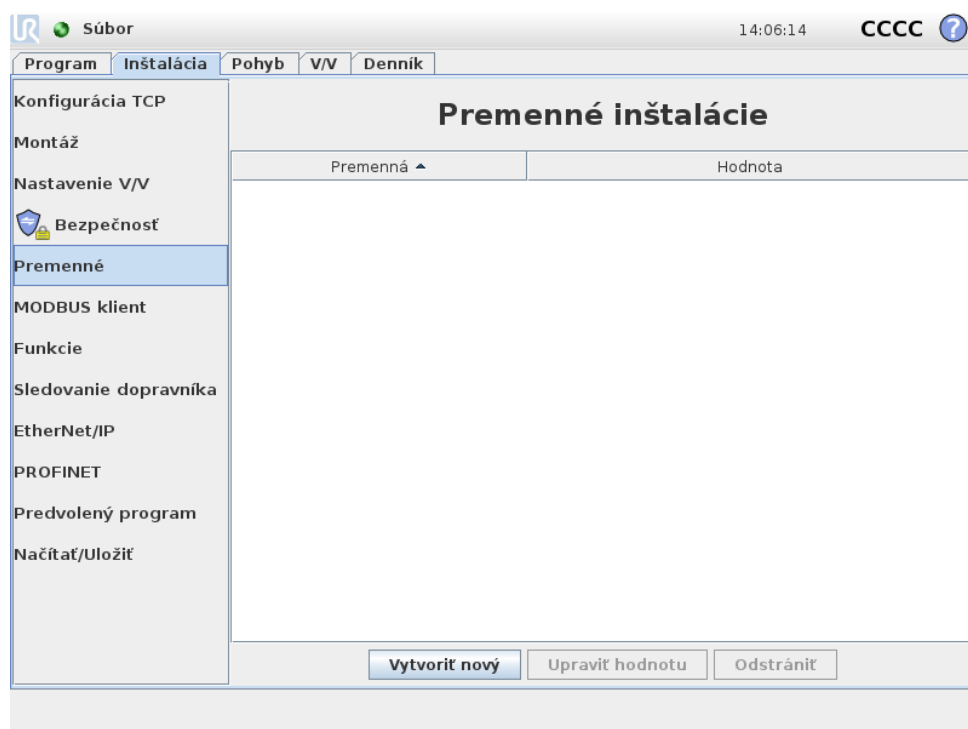 UR Súbor 14:06:14 CCCC ?
Program Inštalácia Pohyb V/V Denník
Konfigurácia TCP
Montáž
Nastavenie V/V
Bezpečnosť
Premenné
MODBUS klient
Funkcie
Sledovanie dopravníka
EtherNet/IP
PROFINET
Predvolený program
Načítať/Uložiť
Premenné inštalácie
Premenná Hodnota
Vytvoriť nový Upraviť hodnotu Odstrániť